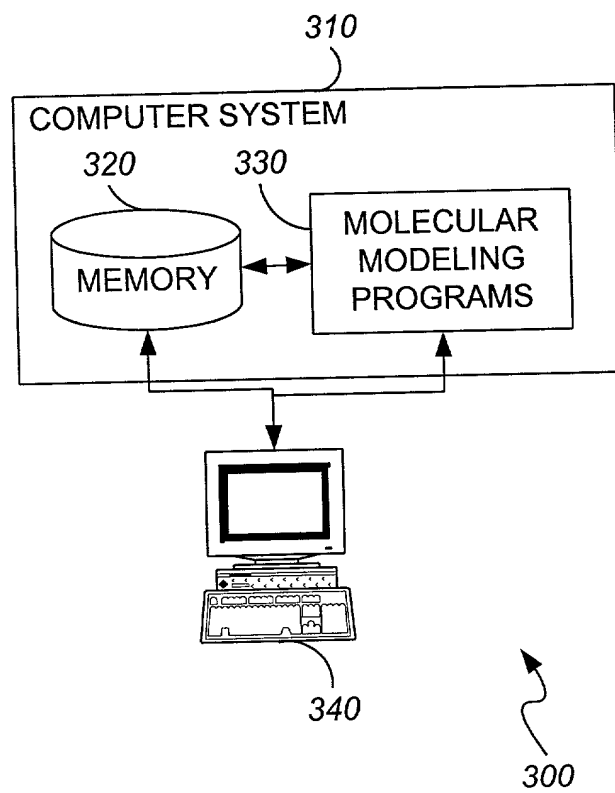 310
COMPUTER SYSTEM
320
330
MEMORY
MOLECULAR
MODELING
PROGRAMS
340
300